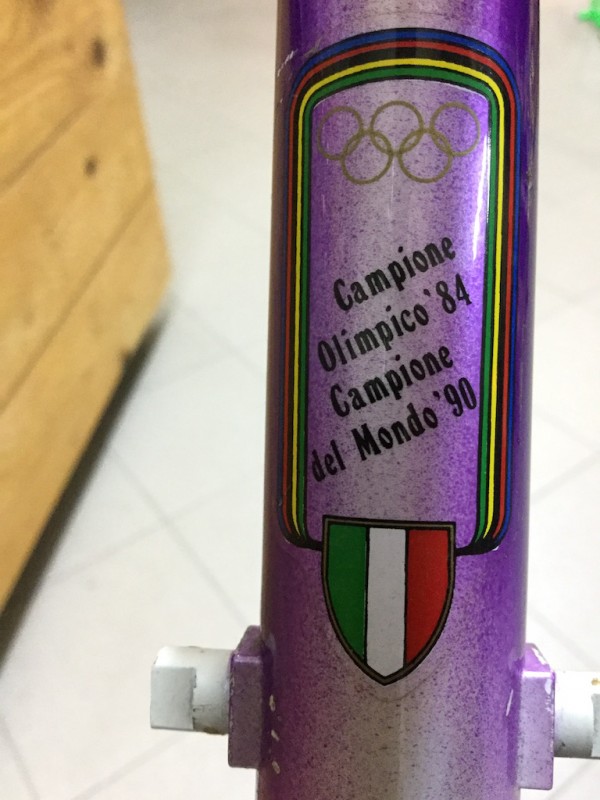 Campione
Olimpico '84
Campione
del Mondo '90